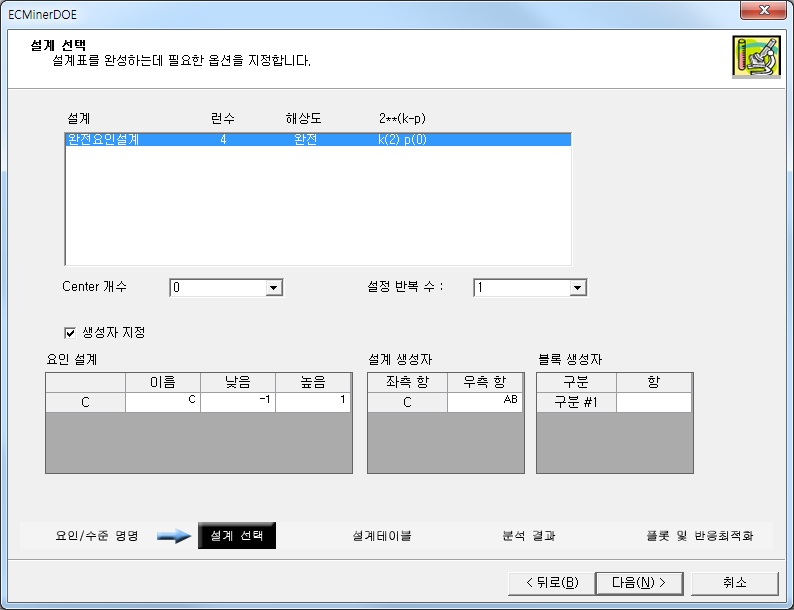 ECMinerDOE
설계 선택
설계표를 완성하는데 필요한 옵션을 지정합니다.
설계 런수 해상도 2**(k-p)
완전요인설계 4 완전 k(2) p(0)
Center 개수 0 설정 반복 수 : 1
생성자 지정
요인 설계 설계 생성자 블록 생성자
이름 낮음 높음 좌측 항 우측 항 구분 항
C C -1 1 C AB 구분 #1
요인/수준 명명 설계 선택 설계테이블 분석 결과 플롯 및 반응최적화
< 뒤로(B) 다음(N) > 취소